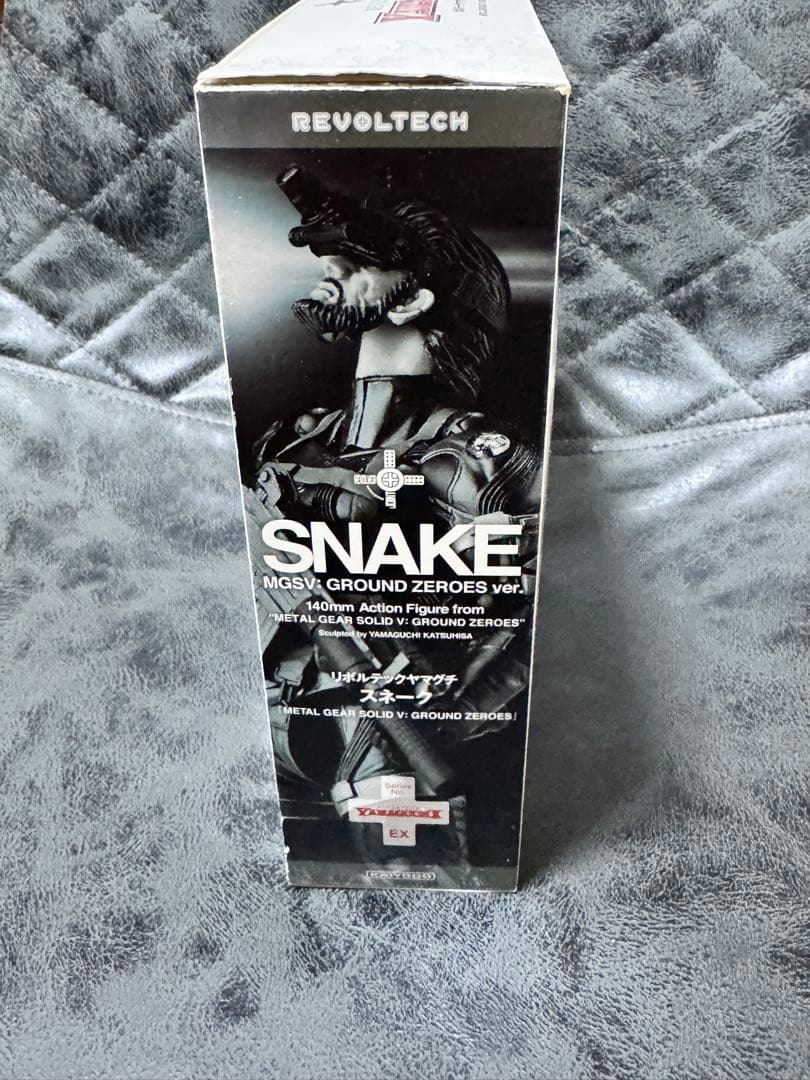 REVOLTECH
REVOLVER
SNAKE
MGSV: GROUND ZEROES ver.
140mm Action Figure from
"METAL GEAR SOLID V: GROUND ZEROES"
Sculpted by YAMAGUCHI KATSUHISA
リボルテックヤマグチ
スネーク
「METAL GEAR SOLID V: GROUND ZEROES」
Series
No.
YAMAGUCHI
EX
KAIYODO